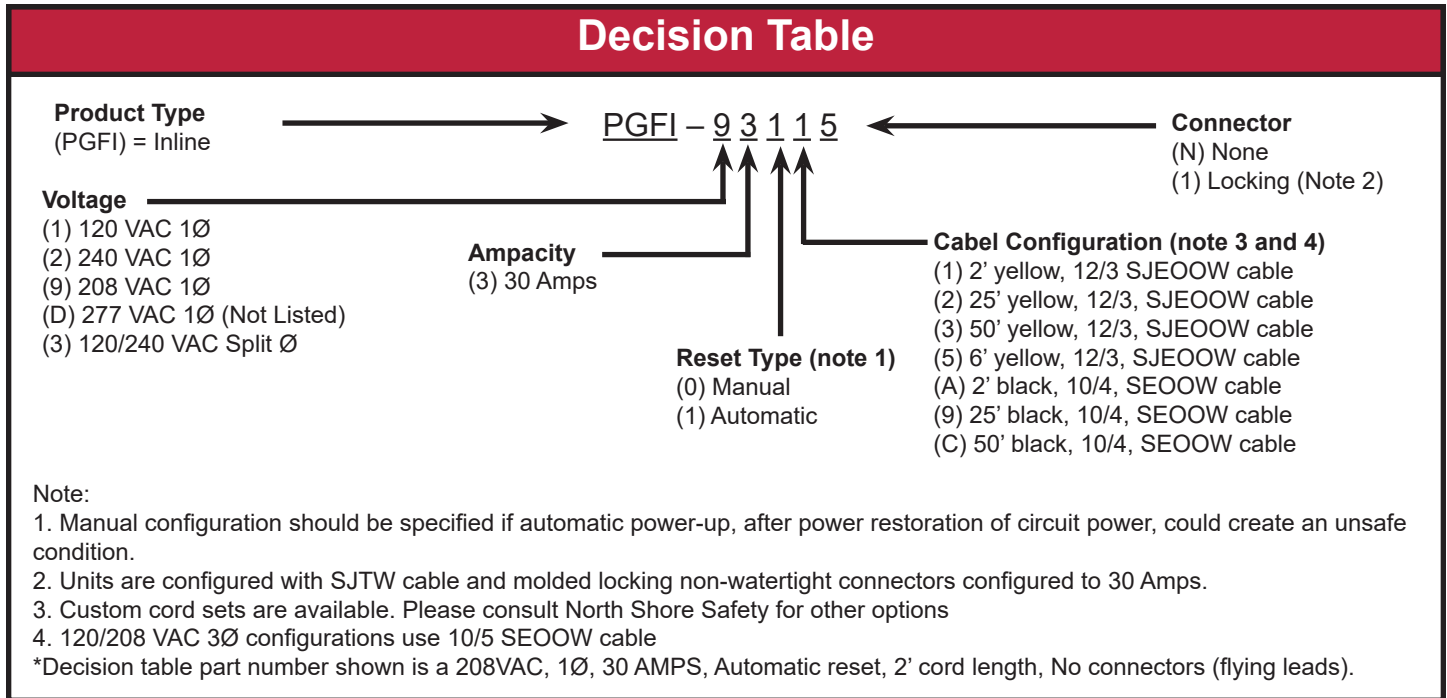 Decision Table
Product Type
(PGFI) = Inline
PGFI – 9 3 1 1 5
Connector
(N) None
(1) Locking (Note 2)
Voltage
(1) 120 VAC 1Ø
(2) 240 VAC 1Ø
(9) 208 VAC 1Ø
(D) 277 VAC 1Ø (Not Listed)
(3) 120/240 VAC Split Ø
Ampacity
(3) 30 Amps
Reset Type (note 1)
(0) Manual
(1) Automatic
Cabel Configuration (note 3 and 4)
(1) 2’ yellow, 12/3 SJEOOW cable
(2) 25’ yellow, 12/3, SJEOOW cable
(3) 50’ yellow, 12/3, SJEOOW cable
(5) 6’ yellow, 12/3, SJEOOW cable
(A) 2’ black, 10/4, SEOOW cable
(9) 25’ black, 10/4, SEOOW cable
(C) 50’ black, 10/4, SEOOW cable
Note:
1. Manual configuration should be specified if automatic power-up, after power restoration of circuit power, could create an unsafe
condition.
2. Units are configured with SJTW cable and molded locking non-watertight connectors configured to 30 Amps.
3. Custom cord sets are available. Please consult North Shore Safety for other options
4. 120/208 VAC 3Ø configurations use 10/5 SEOOW cable
*Decision table part number shown is a 208VAC, 1Ø, 30 AMPS, Automatic reset, 2’ cord length, No connectors (flying leads).